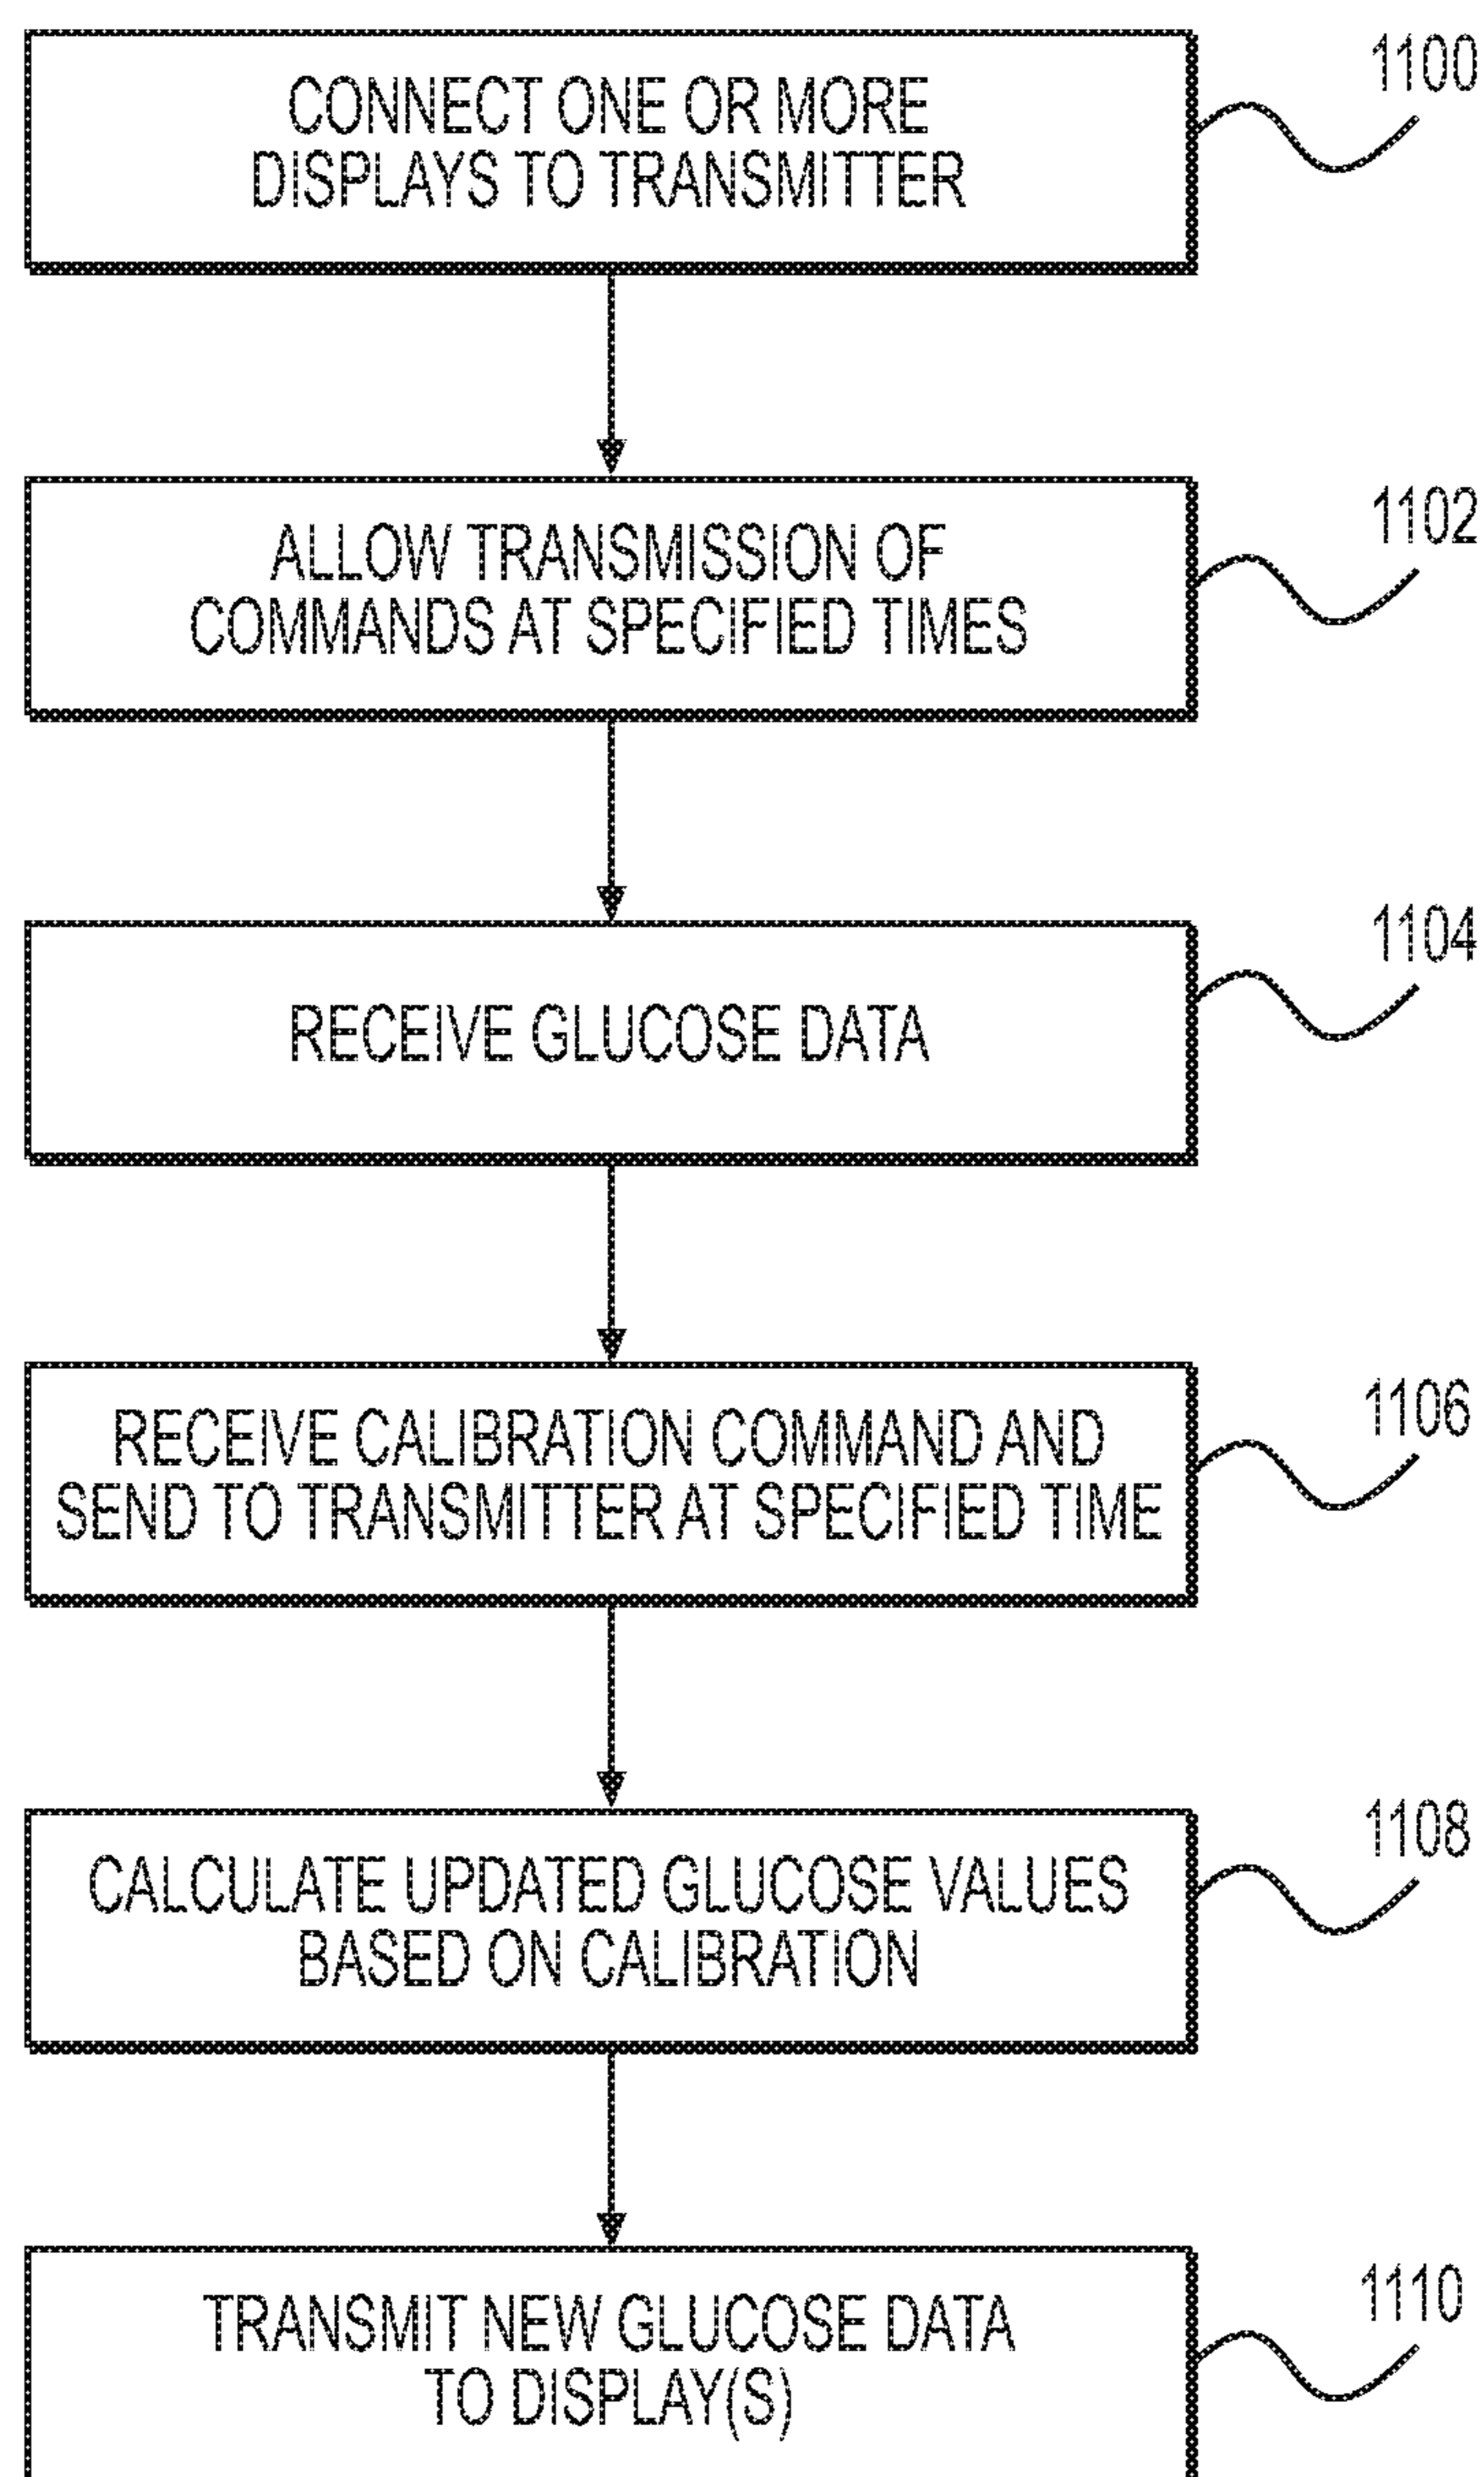 CONNECT ONE OR MORE
DISPLAYS TO TRANSMITTER
1100
ALLOW TRANSMISSION OF
COMMANDS AT SPECIFIED TIMES
1102
RECEIVE GLUCOSE DATA
1104
RECEIVE CALIBRATION COMMAND AND
SEND TO TRANSMITTER AT SPECIFIED TIME
1106
CALCULATE UPDATED GLUCOSE VALUES
BASED ON CALIBRATION
1108
TRANSMIT NEW GLUCOSE DATA
TO DISPLAY(S)
1110